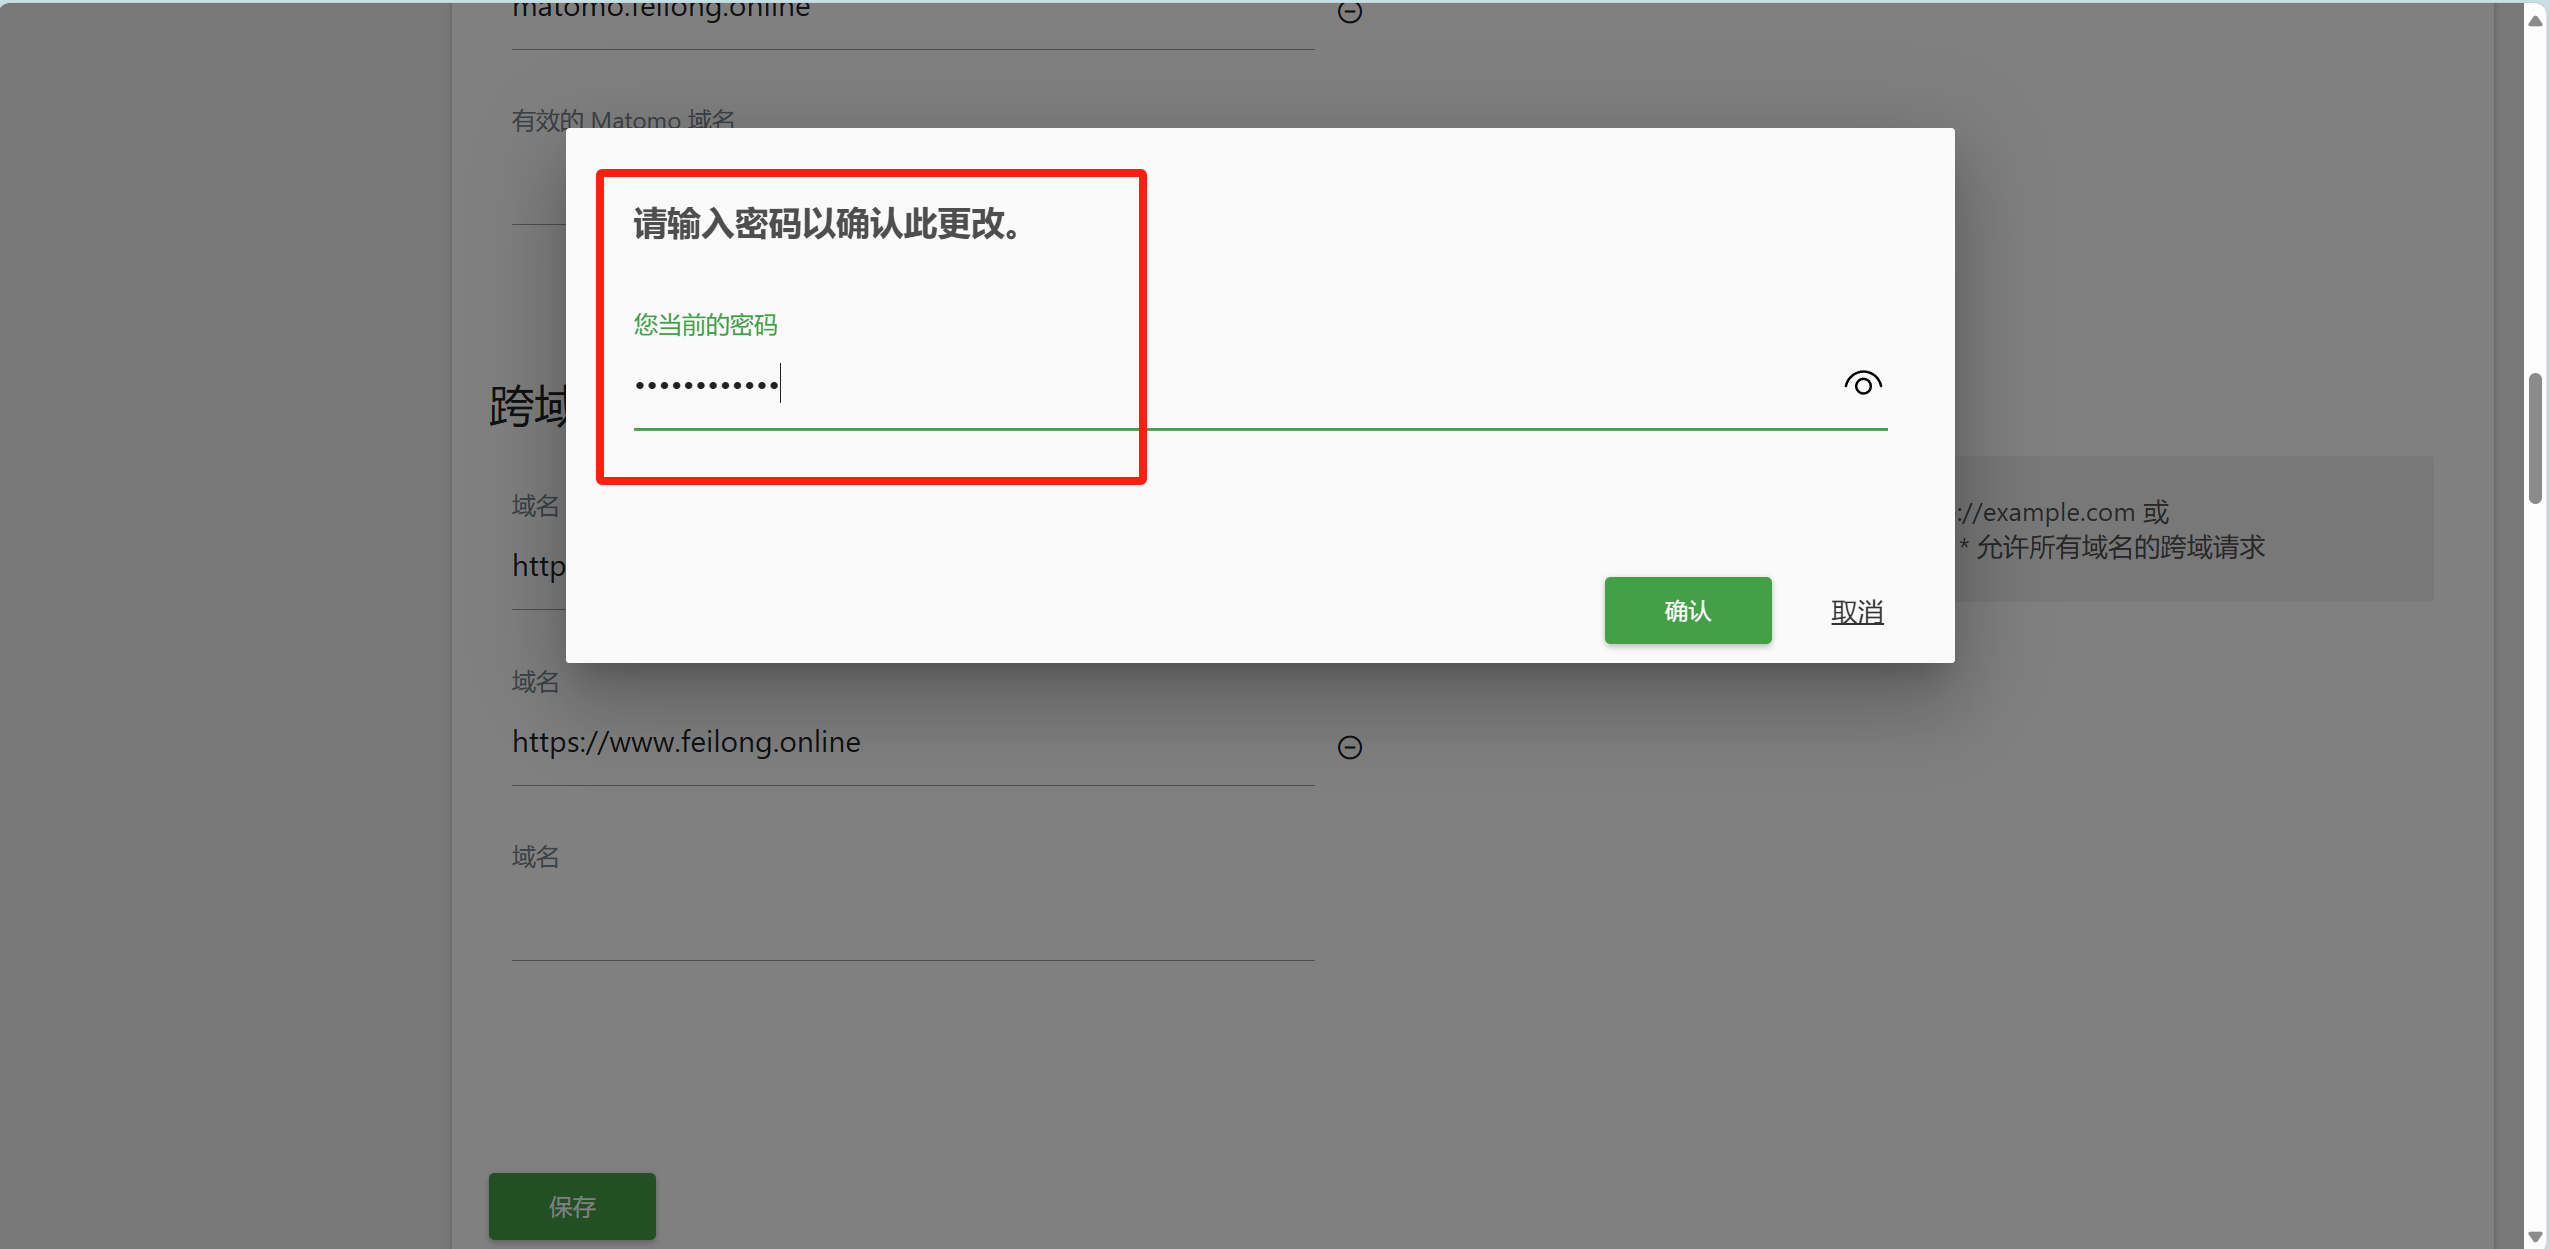 matomo.feilong.online
有效的 Matomo 域名
请输入密码以确认此更改。
您当前的密码
••••••••••••
跨域
域名
http
://example.com 或
* 允许所有域名的跨域请求
确认
取消
域名
https://www.feilong.online
域名
保存